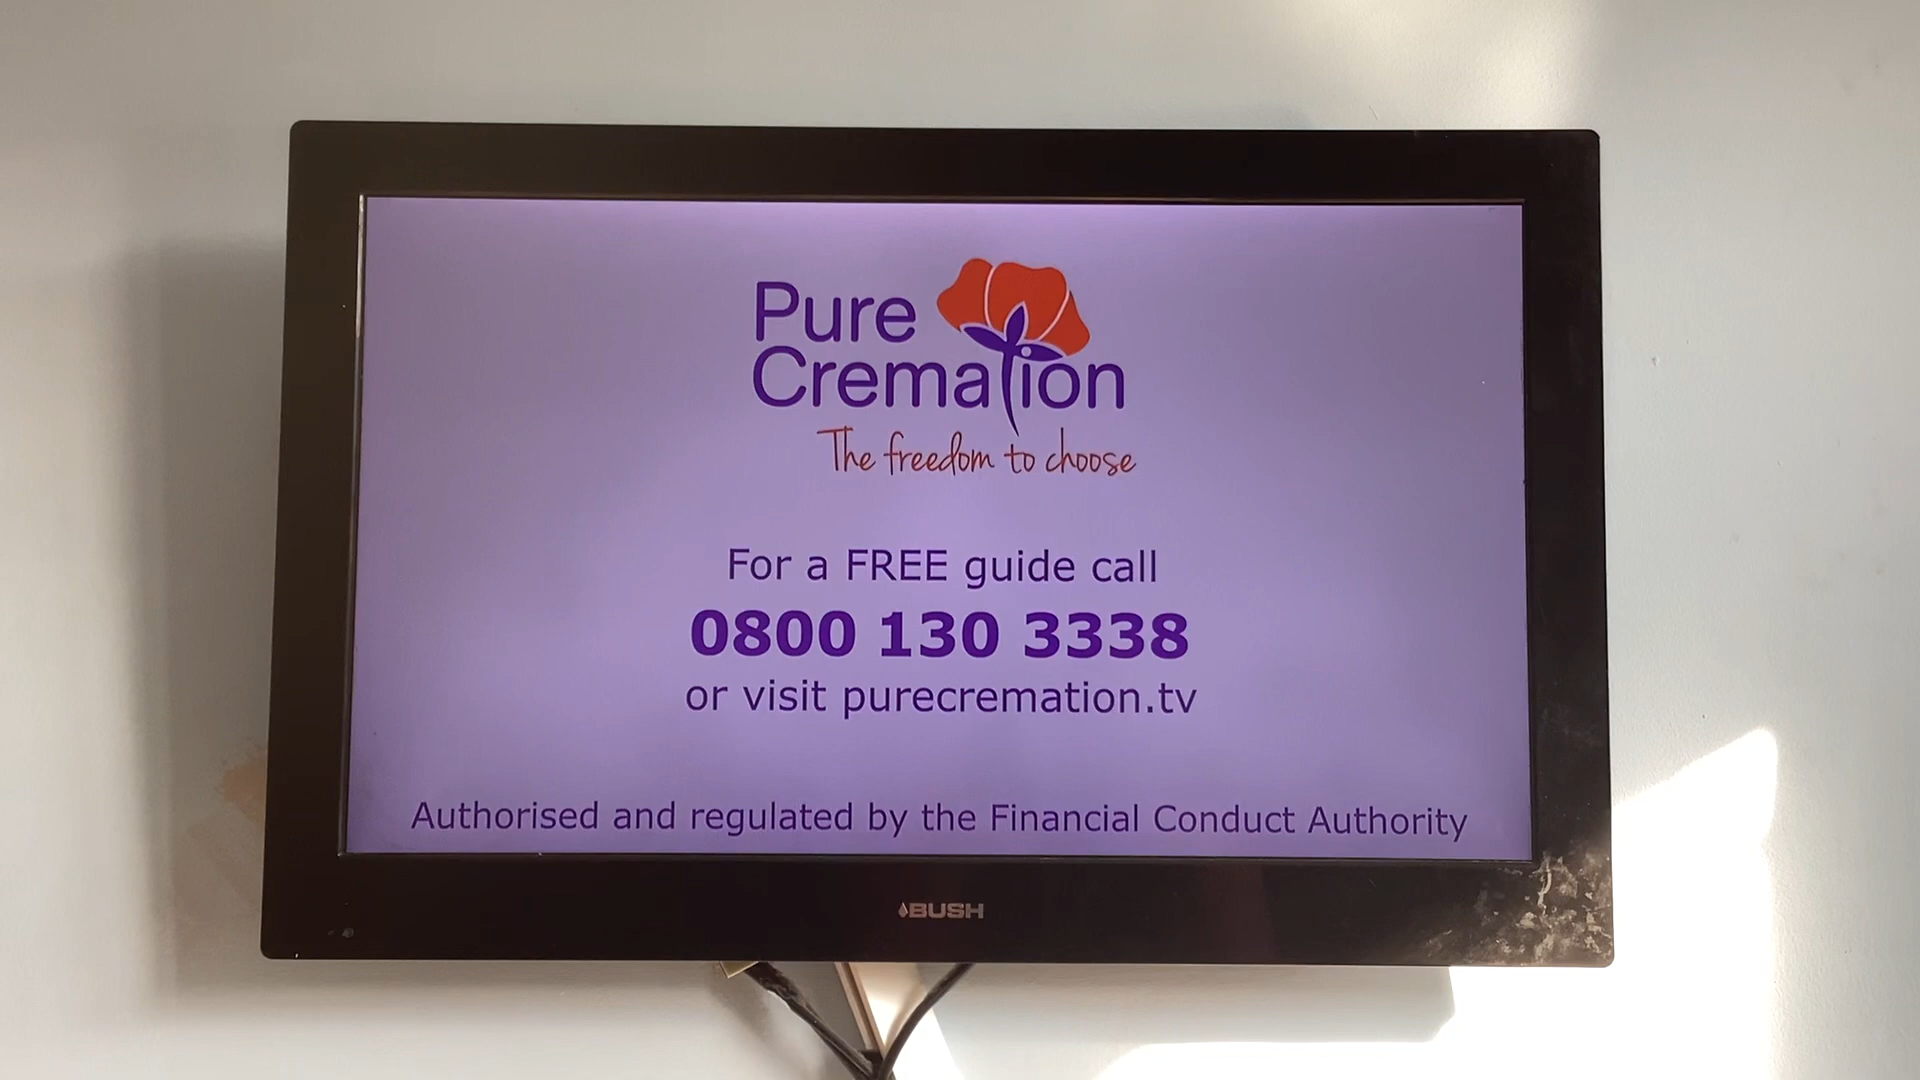 Pure
Cremation
The freedom to choose
For a FREE guide call
0800 130 3338
or visit purecremation.tv
Authorised and regulated by the Financial Conduct Authority
BUSH